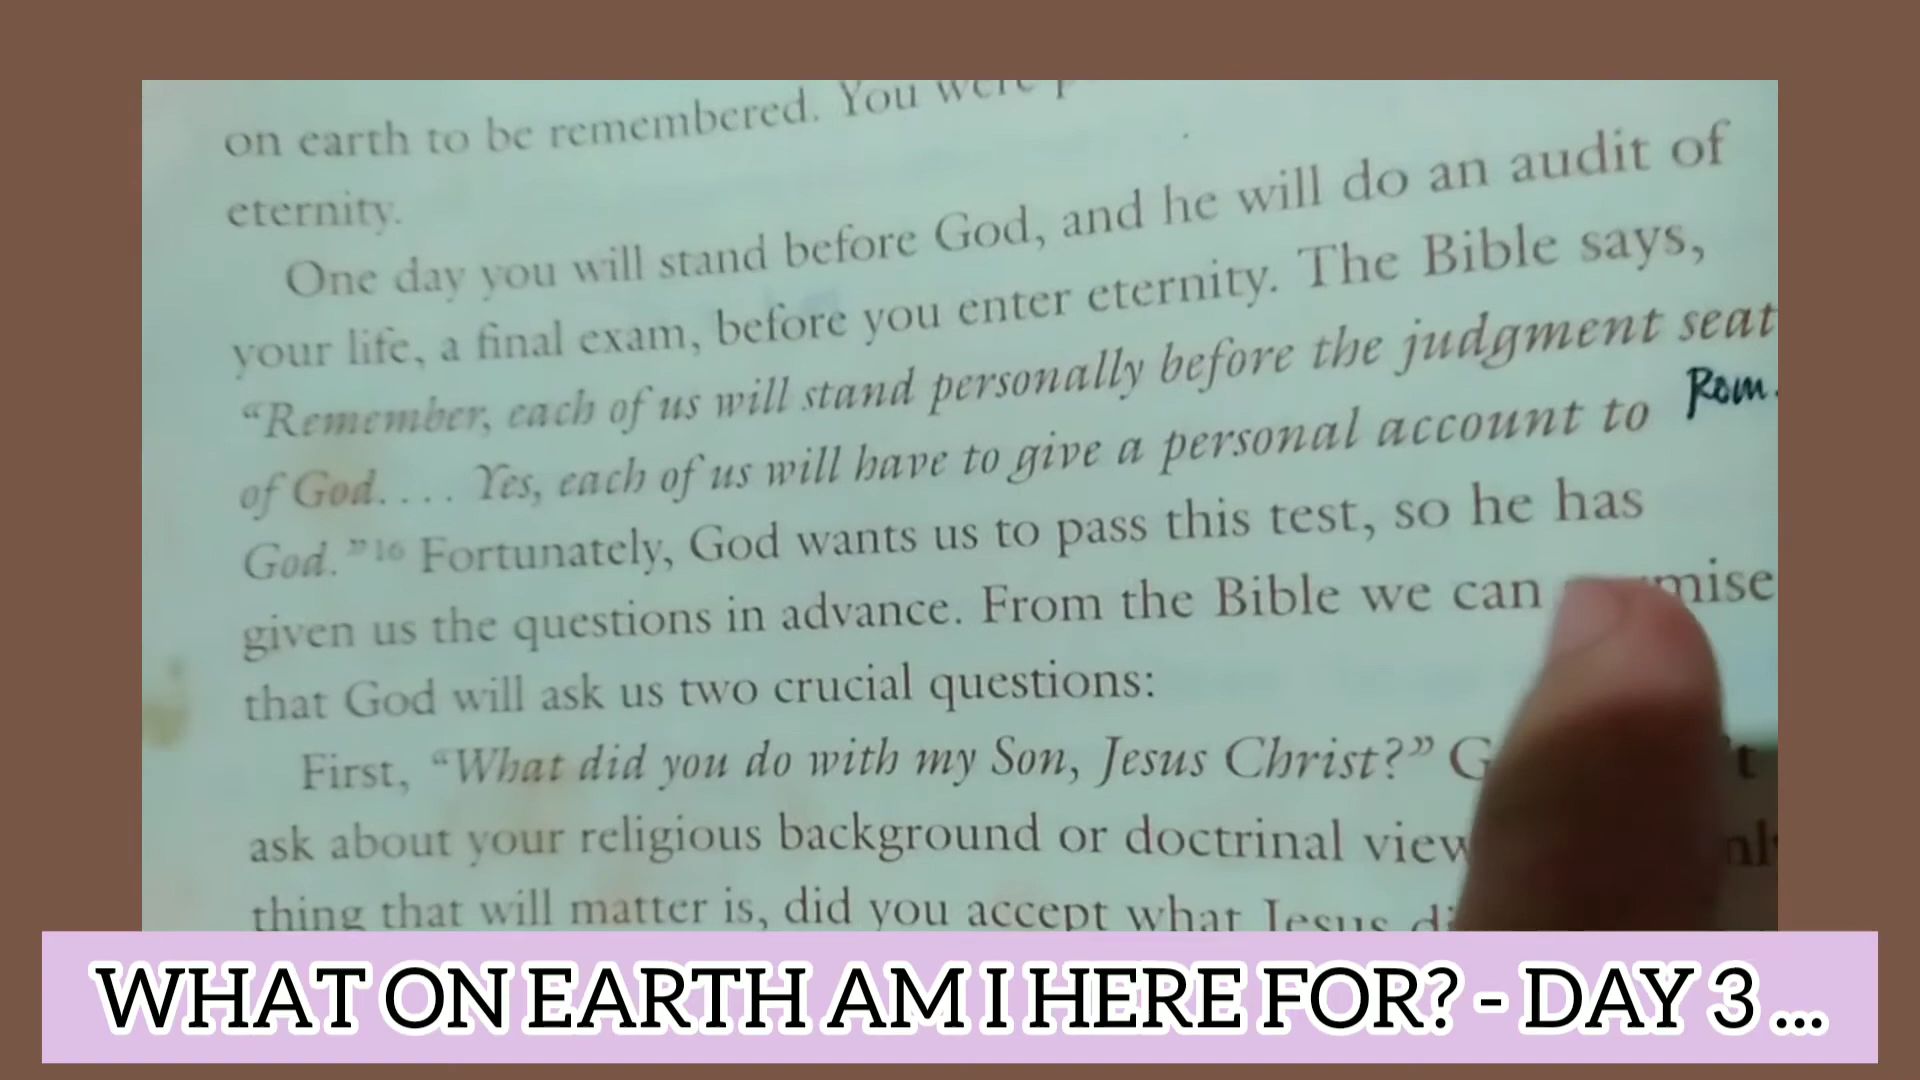 on earth to be remembered. You were
eternity.
One day you will stand before God, and he will do an audit of
your life, a final exam, before you enter eternity. The Bible says,
“Remember, each of us will stand personally before the judgment seat
of God. . . . Yes, each of us will have to give a personal account to Rom.
God.”16 Fortunately, God wants us to pass this test, so he has
given us the questions in advance. From the Bible we can
that God will ask us two crucial questions:
First, “What did you do with my Son, Jesus Christ?”
ask about your religious background or doctrinal
thing that will matter is, did you accept what Jesus
WHAT ON EARTH AM I HERE FOR? - DAY 3 ...